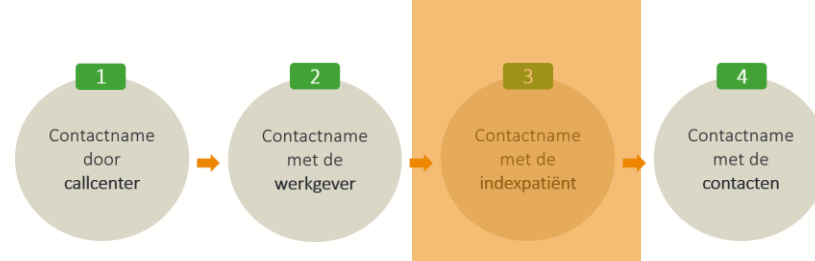 1
Contactname
door
callcenter
2
Contactname
met de
werkgever
3
Contactname
met de
indexpatiënt
4
Contactname
met de
contacten